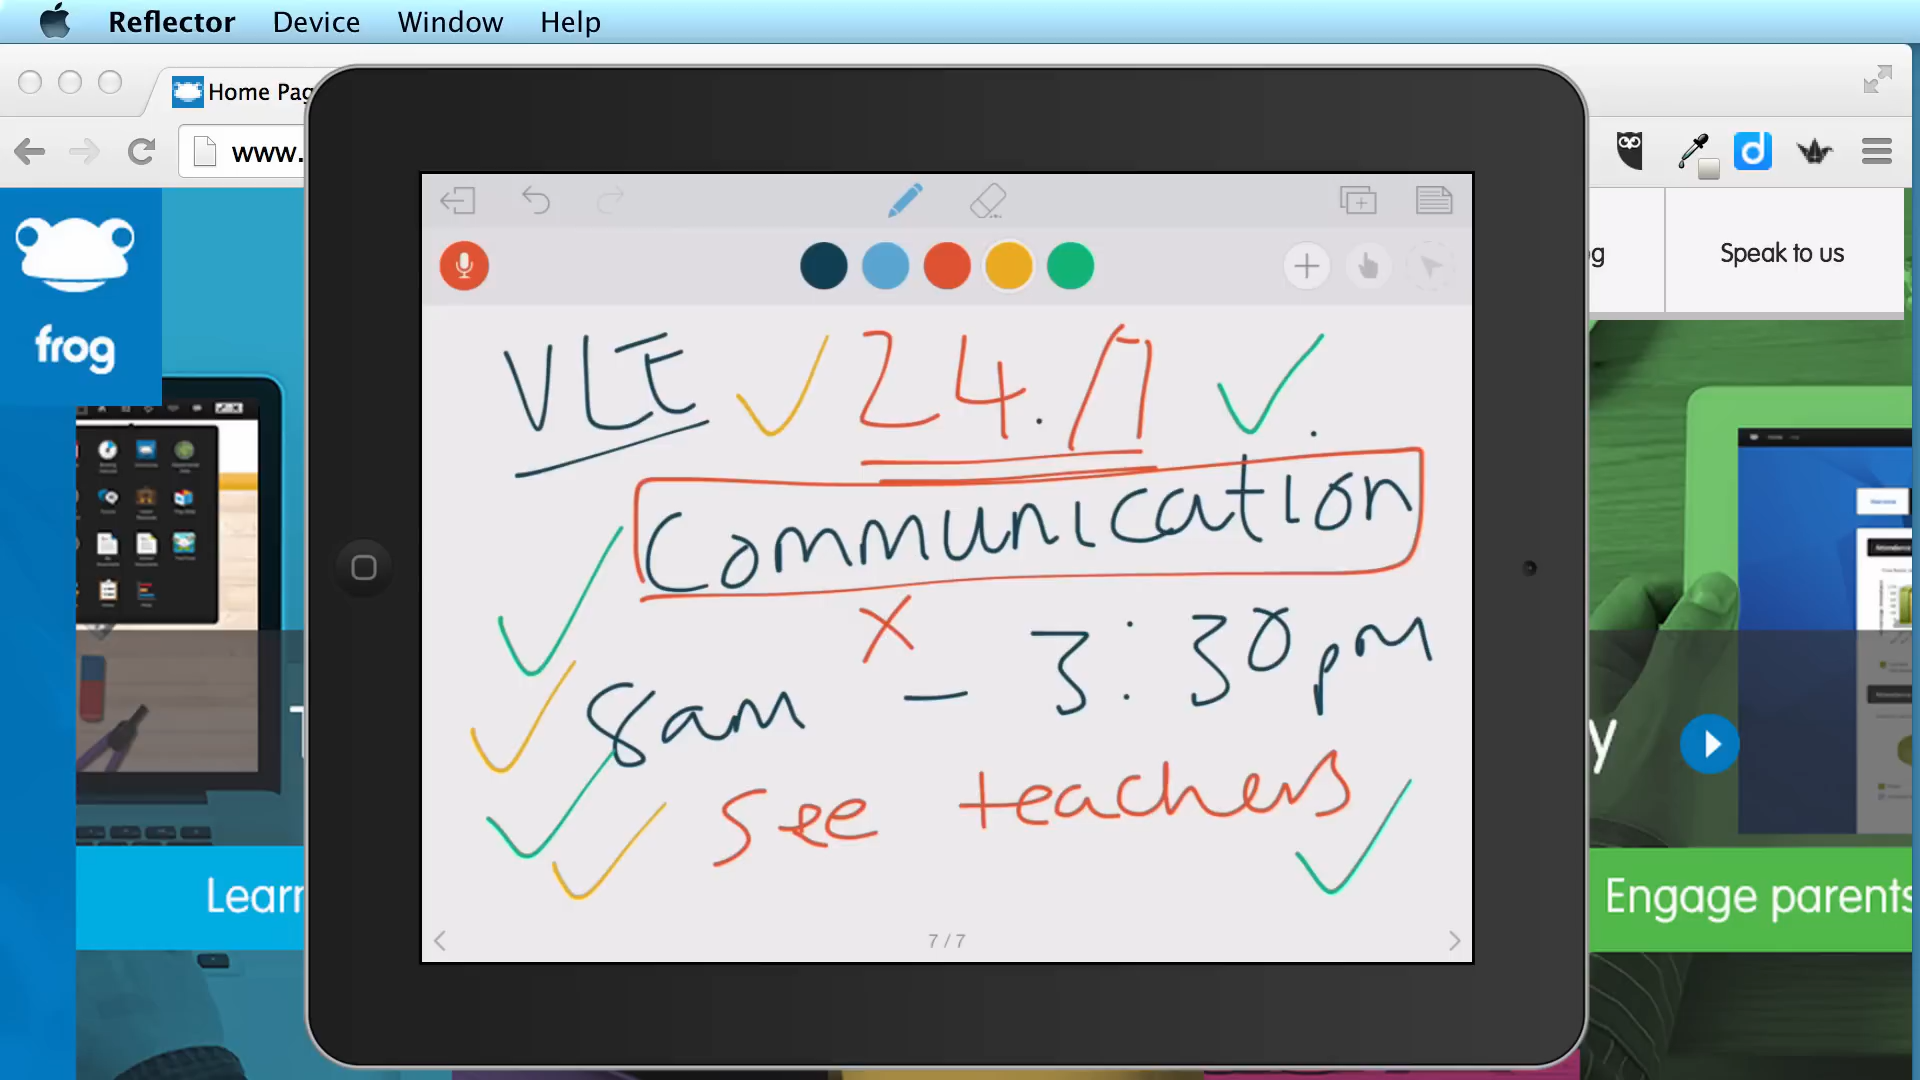 Reflector Device Window Help
Home Pag
www.
frog
g Speak to us
VLE 24./7
Communication
x
8am - 3:30pm
see teachers
7 / 7
y
Learn
Engage parents